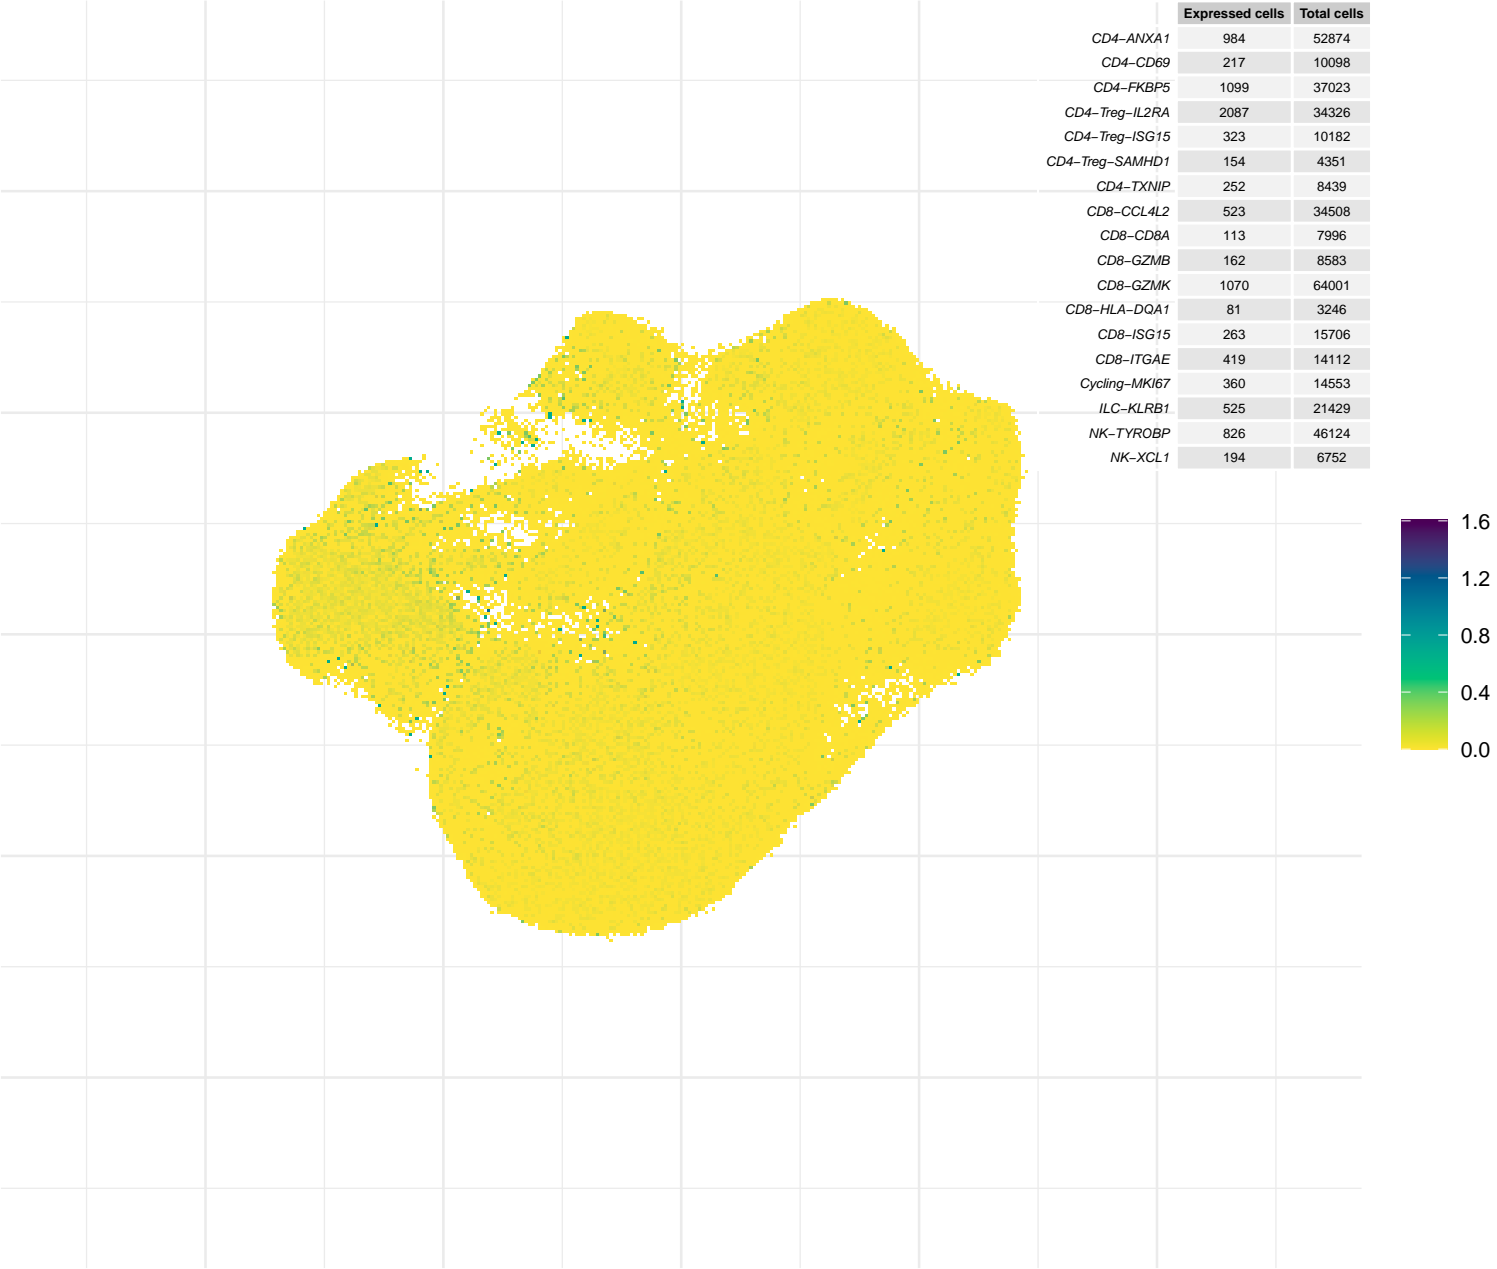 Expressed cells Total cells
CD4−ANXA1 984 52874
CD4−CD69 217 10098
CD4−FKBP5 1099 37023
CD4−Treg−IL2RA 2087 34326
CD4−Treg−ISG15 323 10182
CD4−Treg−SAMHD1 154 4351
CD4−TXNIP 252 8439
CD8−CCL4L2 523 34508
CD8−CD8A 113 7996
CD8−GZMB 162 8583
CD8−GZMK 1070 64001
CD8−HLA−DQA1 81 3246
CD8−ISG15 263 15706
CD8−ITGAE 419 14112
Cycling−MKI67 360 14553
ILC−KLRB1 525 21429
NK−TYROBP 826 46124
NK−XCL1 194 6752
1.6
1.2
0.8
0.4
0.0